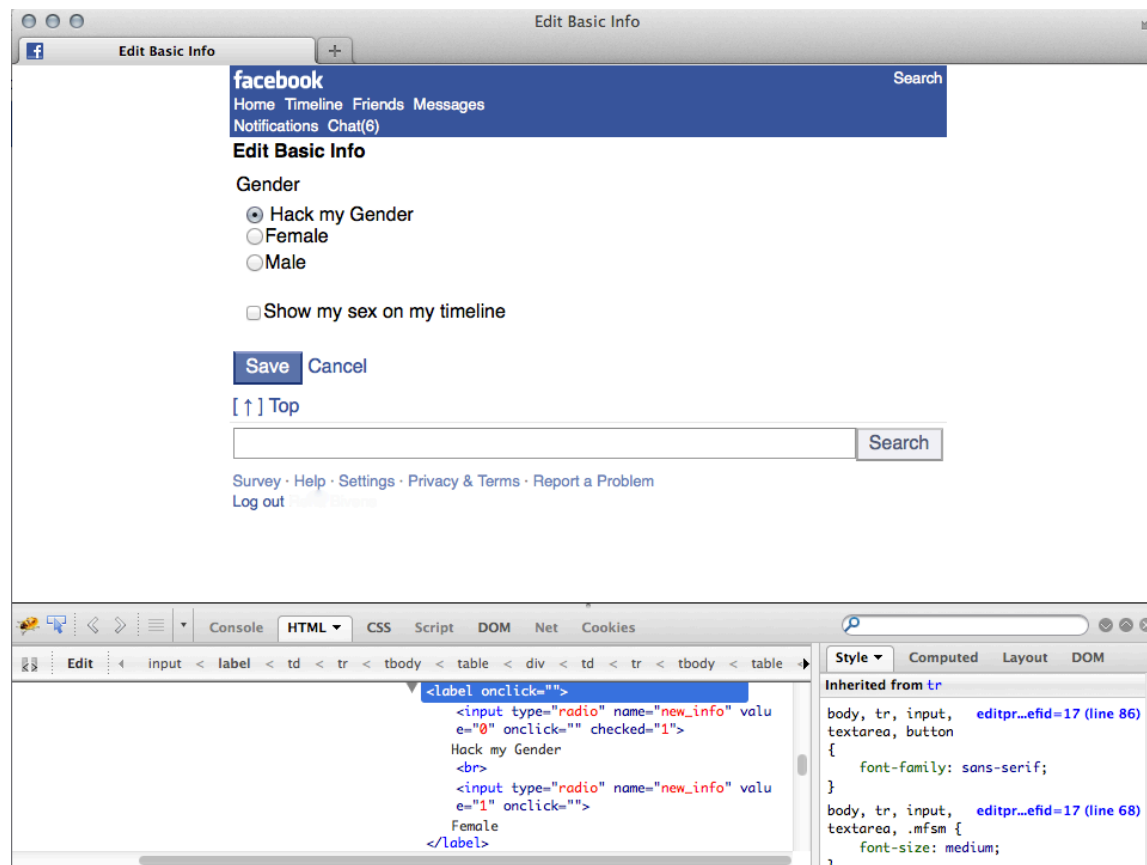 Edit Basic Info
Edit Basic Info
facebook Search
Home Timeline Friends Messages
Notifications Chat(6)
Edit Basic Info
Gender
Hack my Gender
Female
Male
Show my sex on my timeline
Save Cancel
[ ↑ ] Top
Search
Survey · Help · Settings · Privacy & Terms · Report a Problem
Log out
Console HTML CSS Script DOM Net Cookies
Edit input < label < td < tr < tbody < table < div < td < tr < tbody < table
Style Computed Layout DOM
<label onclick="">
<input type="radio" name="new_info" valu
e="0" onclick="" checked="1">
Hack my Gender
<br>
<input type="radio" name="new_info" valu
e="1" onclick="">
Female
</label>
Inherited from tr
body, tr, input, editpr...efid=17 (line 86)
textarea, button
{
font-family: sans-serif;
}
body, tr, input, editpr...efid=17 (line 68)
textarea, .mfsm {
font-size: medium;
}